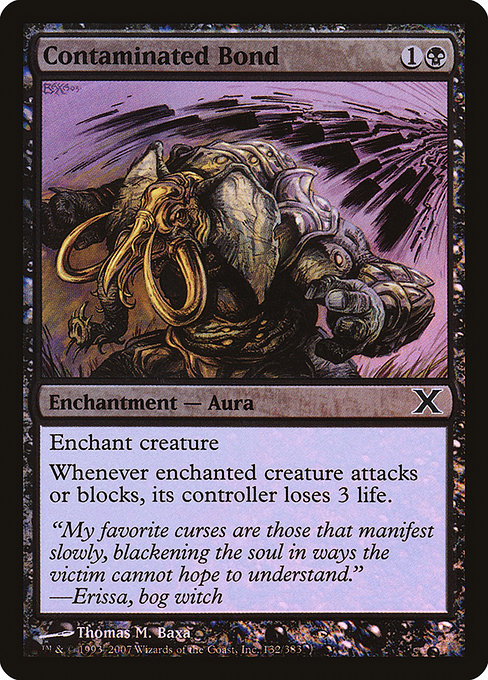 Contaminated Bond 1
Enchantment — Aura X
Enchant creature
Whenever enchanted creature attacks
or blocks, its controller loses 3 life.
“My favorite curses are those that manifest
slowly, blackening the soul in ways the
victim cannot hope to understand.”
—Erissa, bog witch
Thomas M. Baxa
™ & © 1993–2007 Wizards of the Coast, Inc. 132/383